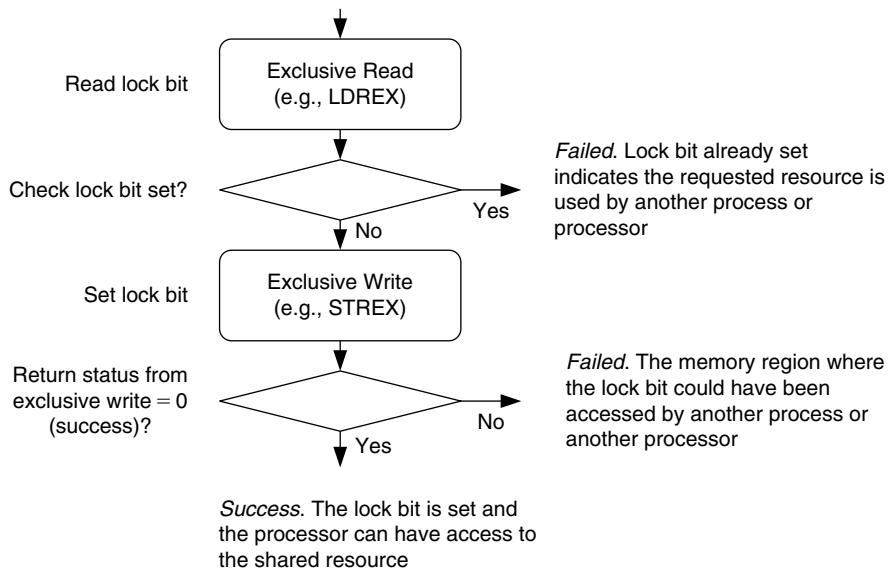 Read lock bit
Exclusive Read
(e.g., LDREX)
Check lock bit set?
Yes
No
Failed. Lock bit already set
indicates the requested resource is
used by another process or
processor
Set lock bit
Exclusive Write
(e.g., STREX)
Return status from
exclusive write = 0
(success)?
No
Yes
Failed. The memory region where
the lock bit could have been
accessed by another process or
another processor
Success. The lock bit is set and
the processor can have access to
the shared resource